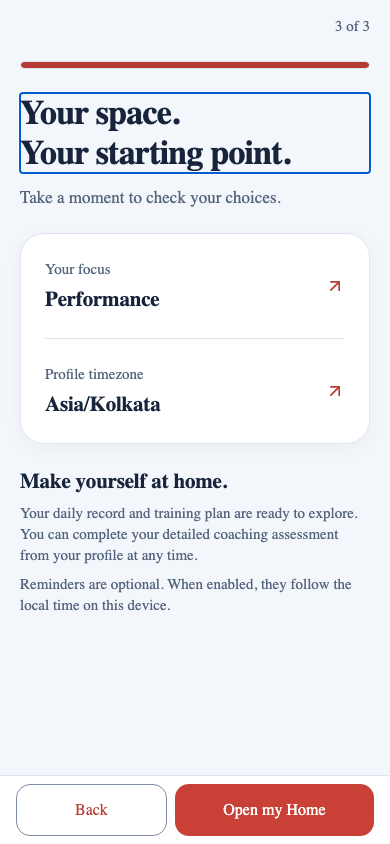 3 of 3
Your space.
Your starting point.
Take a moment to check your choices.
Your focus
Performance
Profile timezone
Asia/Kolkata
Make yourself at home.
Your daily record and training plan are ready to explore.
You can complete your detailed coaching assessment
from your profile at any time.
Reminders are optional. When enabled, they follow the
local time on this device.
Back
Open my Home